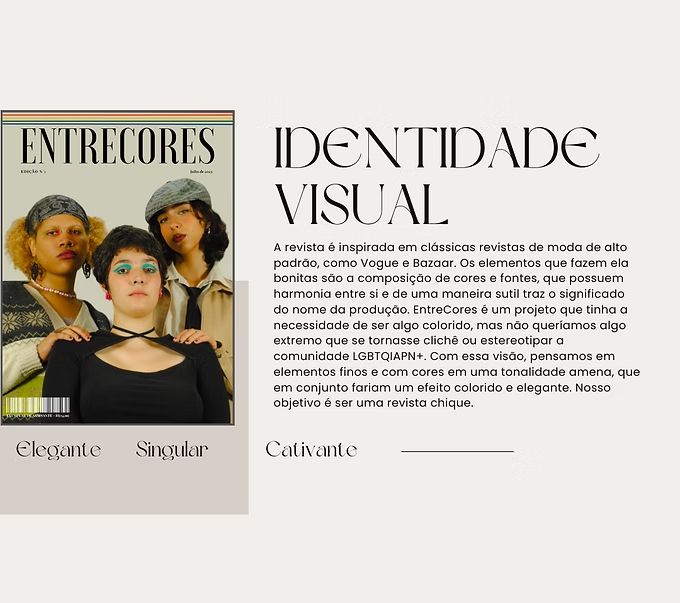 ENTRECORES
EDIÇÃO Nº 1
Julho de 2023
IDENTIDADE
VISUAL
A revista é inspirada em clássicas revistas de moda de alto
padrão, como Vogue e Bazaar. Os elementos que fazem ela
bonitas são a composição de cores e fontes, que possuem
harmonia entre si e de uma maneira sutil traz o significado
do nome da produção. EntreCores é um projeto que tinha a
necessidade de ser algo colorido, mas não queríamos algo
extremo que se tornasse clichê ou estereotipar a
comunidade LGBTQIAPN+. Com essa visão, pensamos em
elementos finos e com cores em uma tonalidade amena, que
em conjunto fariam um efeito colorido e elegante. Nosso
objetivo é ser uma revista chique.
Elegante Singular Cativante